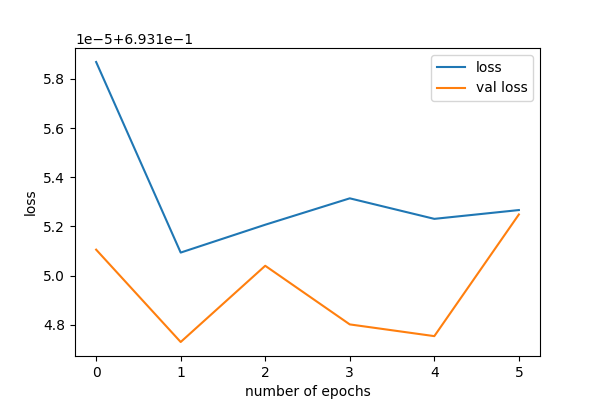 1e−5+6.931e−1
loss
val loss
5.8
5.6
5.4
5.2
5.0
4.8
loss
0 1 2 3 4 5
number of epochs